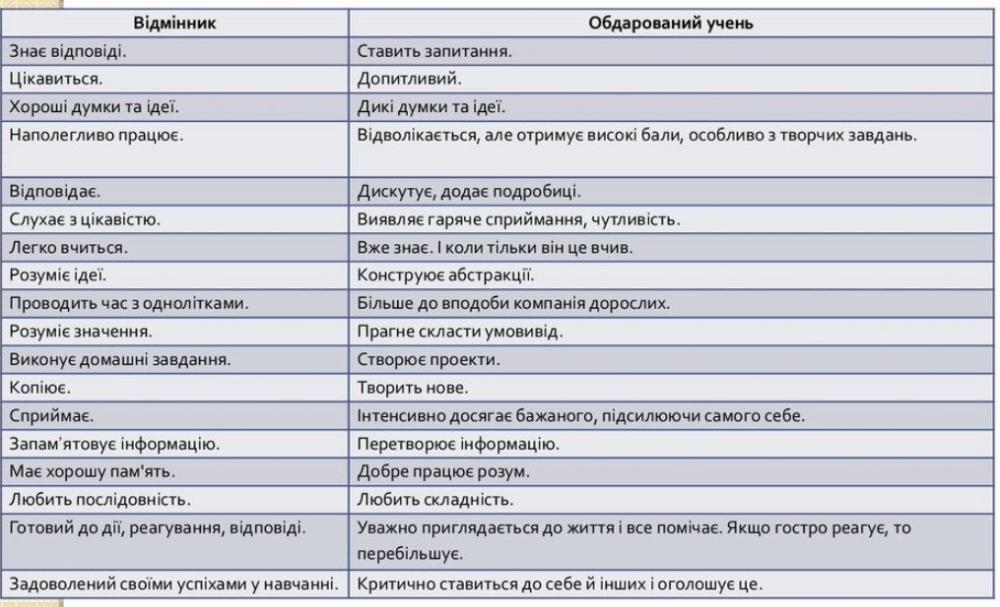 Відмінник Обдарований учень
Знає відповіді. Ставить запитання.
Цікавиться. Допитливий.
Хороші думки та ідеї. Дикі думки та ідеї.
Наполегливо працює. Відволікається, але отримує високі бали, особливо з творчих завдань.
Відповідає. Дискутує, додає подробиці.
Слухає з цікавістю. Виявляє гаряче сприймання, чутливість.
Легко вчиться. Вже знає. І коли тільки він це вчив.
Розуміє ідеї. Конструює абстракції.
Проводить час з однолітками. Більше до вподоби компанія дорослих.
Розуміє значення. Прагне скласти умовивід.
Виконує домашні завдання. Створює проекти.
Копіює. Творить нове.
Сприймає. Інтенсивно досягає бажаного, підсилюючи самого себе.
Запам’ятовує інформацію. Перетворює інформацію.
Має хорошу пам'ять. Добре працює розум.
Любить послідовність. Любить складність.
Готовий до дії, реагування, відповіді. Уважно приглядається до життя і все помічає. Якщо гостро реагує, то
перебільшує.
Задоволений своїми успіхами у навчанні. Критично ставиться до себе й інших і оголошує це.